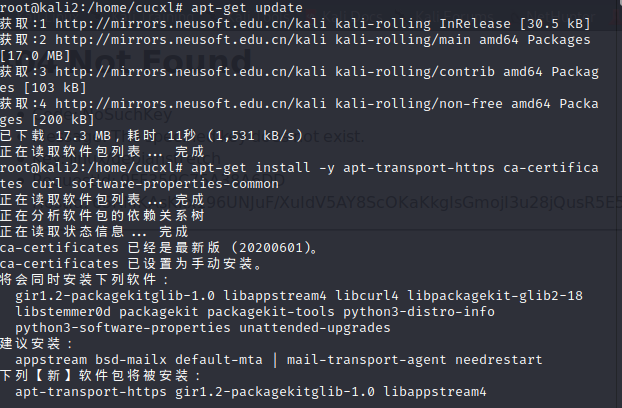 root@kali2:/home/cucxl# apt-get update
获取:1 http://mirrors.neusoft.edu.cn/kali kali-rolling InRelease [30.5 kB]
获取:2 http://mirrors.neusoft.edu.cn/kali kali-rolling/main amd64 Packages
[17.0 MB]
获取:3 http://mirrors.neusoft.edu.cn/kali kali-rolling/contrib amd64 Packag
es [103 kB]
获取:4 http://mirrors.neusoft.edu.cn/kali kali-rolling/non-free amd64 Packa
ges [200 kB]
已下载 17.3 MB，耗时 11秒 (1,531 kB/s)
正在读取软件包列表... 完成
root@kali2:/home/cucxl# apt-get install -y apt-transport-https ca-certifica
tes curl software-properties-common
正在读取软件包列表... 完成
正在分析软件包的依赖关系树
正在读取状态信息... 完成
ca-certificates 已经是最新版 (20200601)。
ca-certificates 已设置为手动安装。
将会同时安装下列软件：
gir1.2-packagekitglib-1.0 libappstream4 libcurl4 libpackagekit-glib2-18
libstemmer0d packagekit packagekit-tools python3-distro-info
python3-software-properties unattended-upgrades
建议安装：
appstream bsd-mailx default-mta | mail-transport-agent needrestart
下列【新】软件包将被安装：
apt-transport-https gir1.2-packagekitglib-1.0 libappstream4